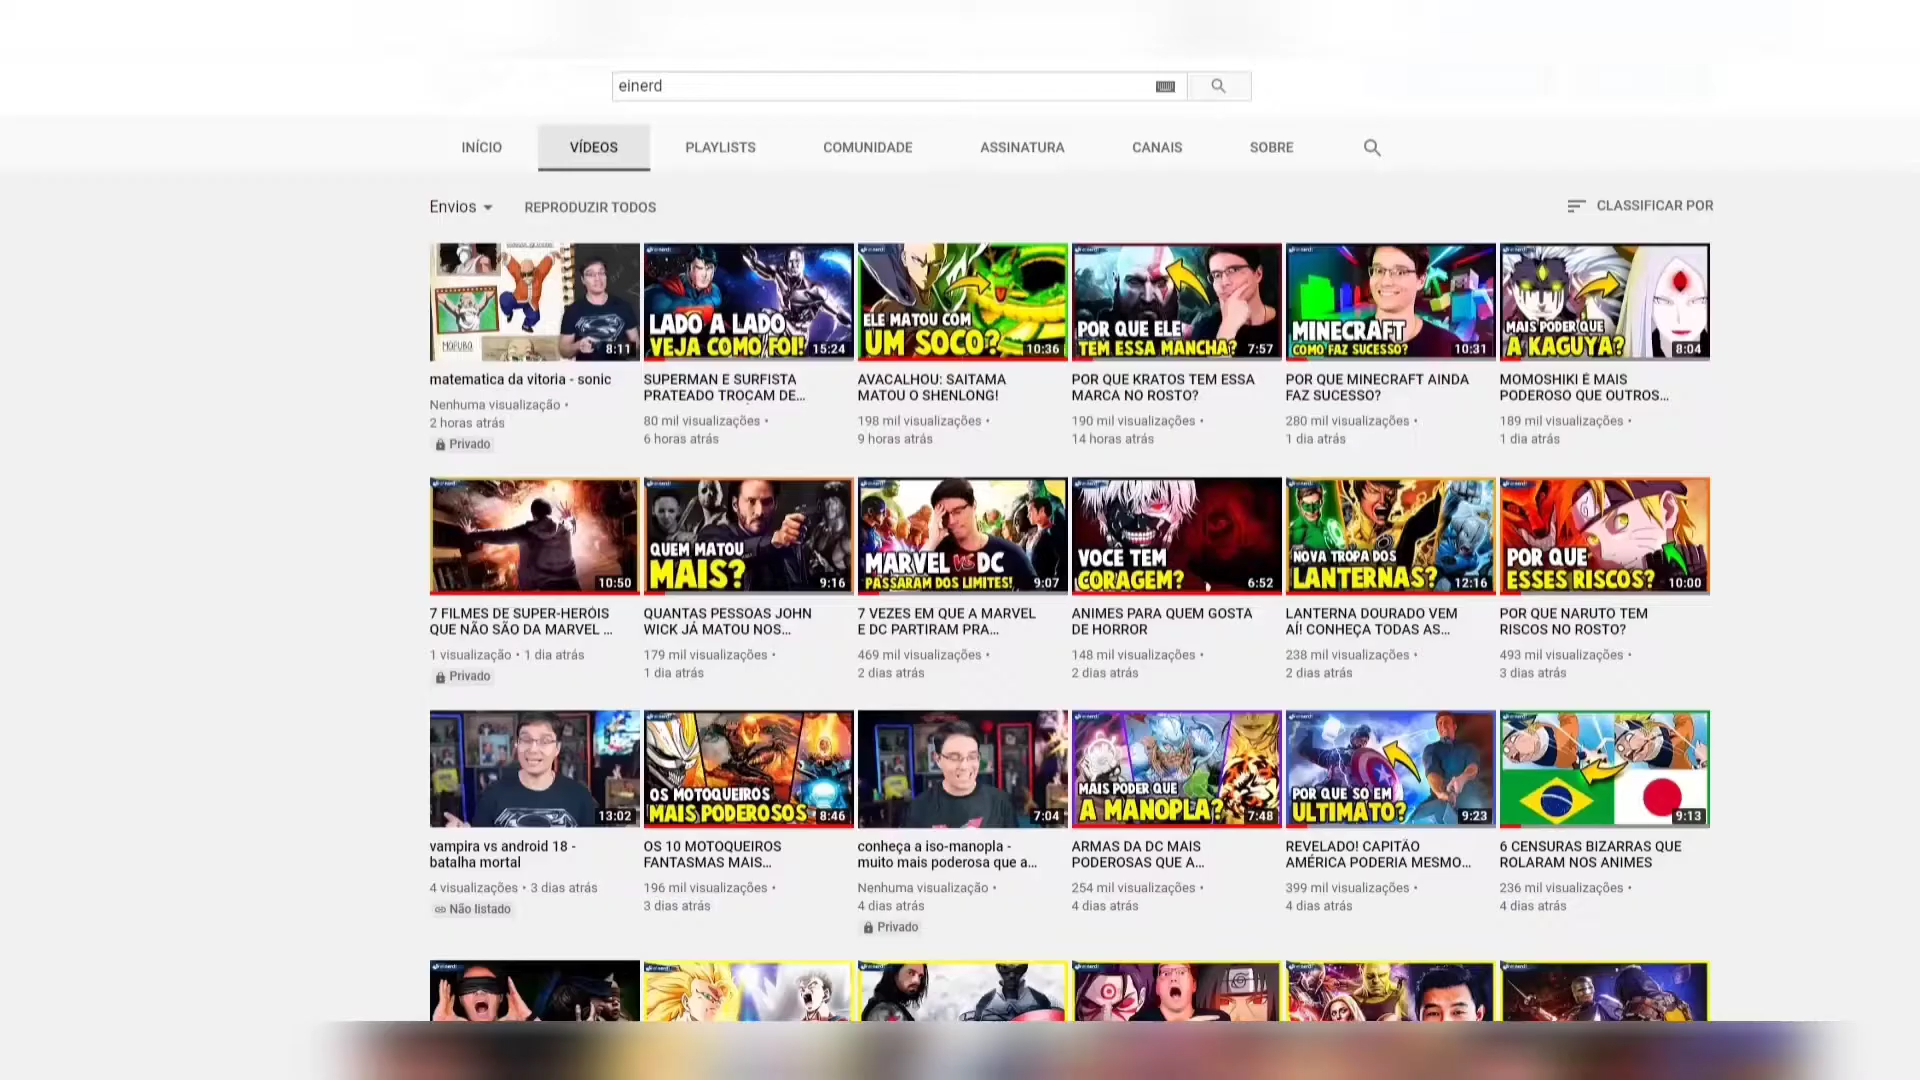 einerd
INÍCIO
VÍDEOS
PLAYLISTS
COMUNIDADE
ASSINATURA
CANAIS
SOBRE
Envios
REPRODUZIR TODOS
CLASSIFICAR POR
MAFUBA
8:11
LADO A LADO
VEJA COMO FOI!
15:24
ELE MATOU COM
UM SOCO?
10:36
POR QUE ELE
TEM ESSA MANCHA?
7:57
MINECRAFT
COMO FAZ SUCESSO?
10:31
MAIS PODER QUE
A KAGUYA?
8:04
matematica da vitoria - sonic
Nenhuma visualização •
2 horas atrás
Privado
SUPERMAN E SURFISTA
PRATEADO TROCAM DE...
80 mil visualizações •
6 horas atrás
AVACALHOU: SAITAMA
MATOU O SHENLONG!
198 mil visualizações •
9 horas atrás
POR QUE KRATOS TEM ESSA
MARCA NO ROSTO?
190 mil visualizações •
14 horas atrás
POR QUE MINECRAFT AINDA
FAZ SUCESSO?
280 mil visualizações •
1 dia atrás
MOMOSHIKI É MAIS
PODEROSO QUE OUTROS...
189 mil visualizações •
1 dia atrás
10:50
QUEM MATOU
MAIS?
9:16
MARVEL VS DC
PASSARAM DOS LIMITES!
9:07
VOCÊ TEM
CORAGEM?
6:52
NOVA TROPA DOS
LANTERNAS?
12:16
POR QUE
ESSES RISCOS?
10:00
7 FILMES DE SUPER-HERÓIS
QUE NÃO SÃO DA MARVEL ...
1 visualização • 1 dia atrás
Privado
QUANTAS PESSOAS JOHN
WICK JÁ MATOU NOS...
179 mil visualizações •
1 dia atrás
7 VEZES EM QUE A MARVEL
E DC PARTIRAM PRA...
469 mil visualizações •
2 dias atrás
ANIMES PARA QUEM GOSTA
DE HORROR
148 mil visualizações •
2 dias atrás
LANTERNA DOURADO VEM
AÍ! CONHEÇA TODAS AS...
238 mil visualizações •
2 dias atrás
POR QUE NARUTO TEM
RISCOS NO ROSTO?
493 mil visualizações •
3 dias atrás
13:02
OS MOTOQUEIROS
MAIS PODEROSOS
8:46
7:04
MAIS PODER QUE
A MANOPLA?
7:48
POR QUE SÓ EM
ULTIMATO?
9:23
9:13
vampira vs android 18 -
batalha mortal
4 visualizações • 3 dias atrás
Não listado
OS 10 MOTOQUEIROS
FANTASMAS MAIS...
196 mil visualizações •
3 dias atrás
conheça a iso-manopla -
muito mais poderosa que a...
Nenhuma visualização •
4 dias atrás
Privado
ARMAS DA DC MAIS
PODEROSAS QUE A...
254 mil visualizações •
4 dias atrás
REVELADO! CAPITÃO
AMÉRICA PODERIA MESMO...
399 mil visualizações •
4 dias atrás
6 CENSURAS BIZARRAS QUE
ROLARAM NOS ANIMES
236 mil visualizações •
4 dias atrás